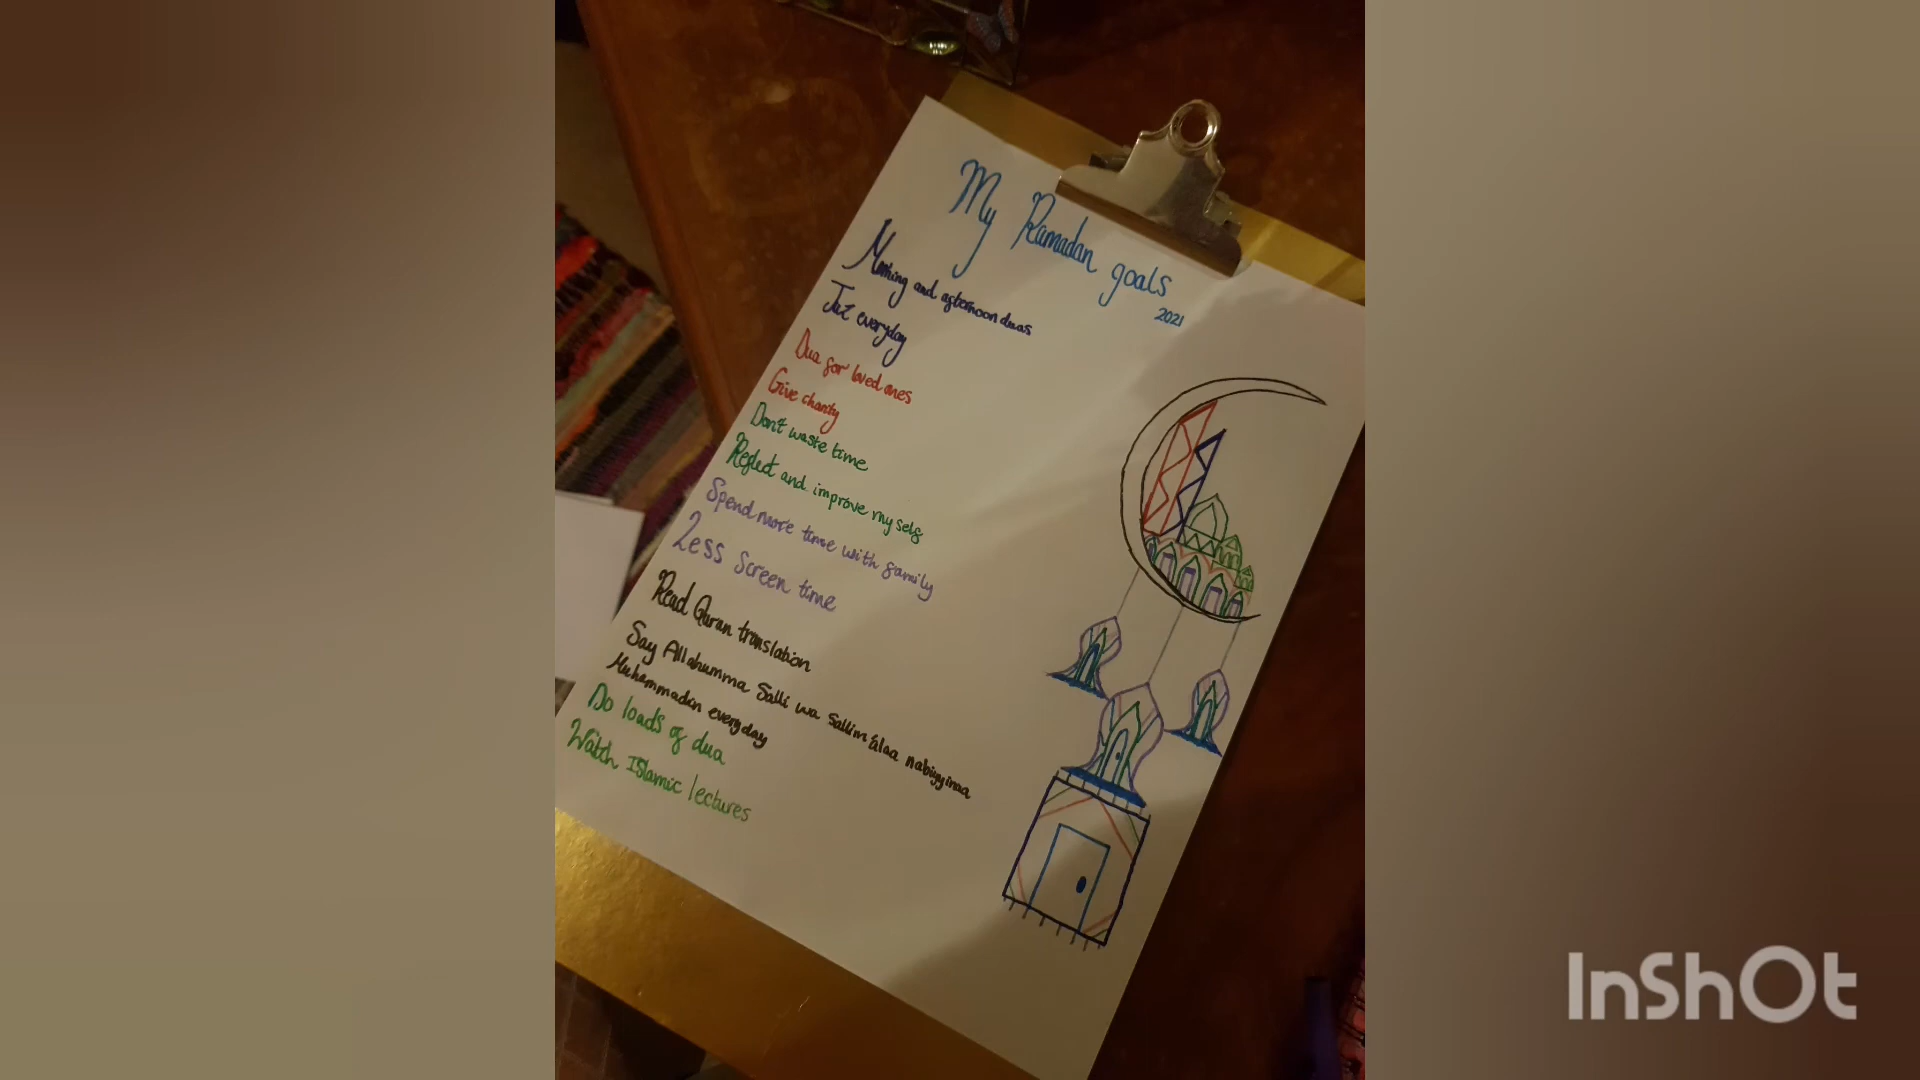 My Ramadan goals
2021
Morning and afternoon duas
Juz everyday
Dua for loved ones
Give charity
Don't waste time
Reflect and improve my self
Spend more time with family
Less screen time
Read Quran translation
Say Allahumma Salli wa Sallim álaa nabiyyinaa
Muhammadin everyday
Do loads of dua
Watch Islamic lectures
InShOt